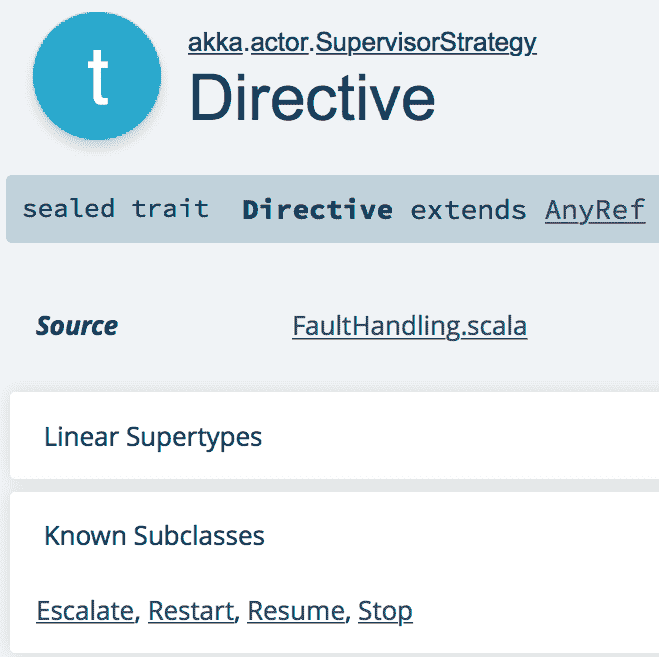 t
akka.actor.SupervisorStrategy
Directive
sealed trait Directive extends AnyRef
Source FaultHandling.scala
Linear Supertypes
Known Subclasses
Escalate, Restart, Resume, Stop